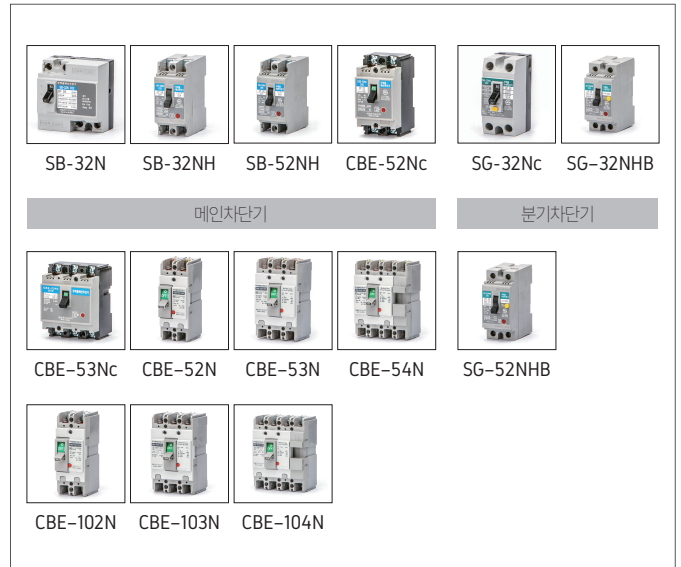 SB-32N SB-32NH SB-52NH CBE-52Nc SG-32Nc SG-32NHB
메인차단기 분기차단기
CBE-53Nc CBE-52N CBE-53N CBE-54N SG-52NHB
CBE-102N CBE-103N CBE-104N